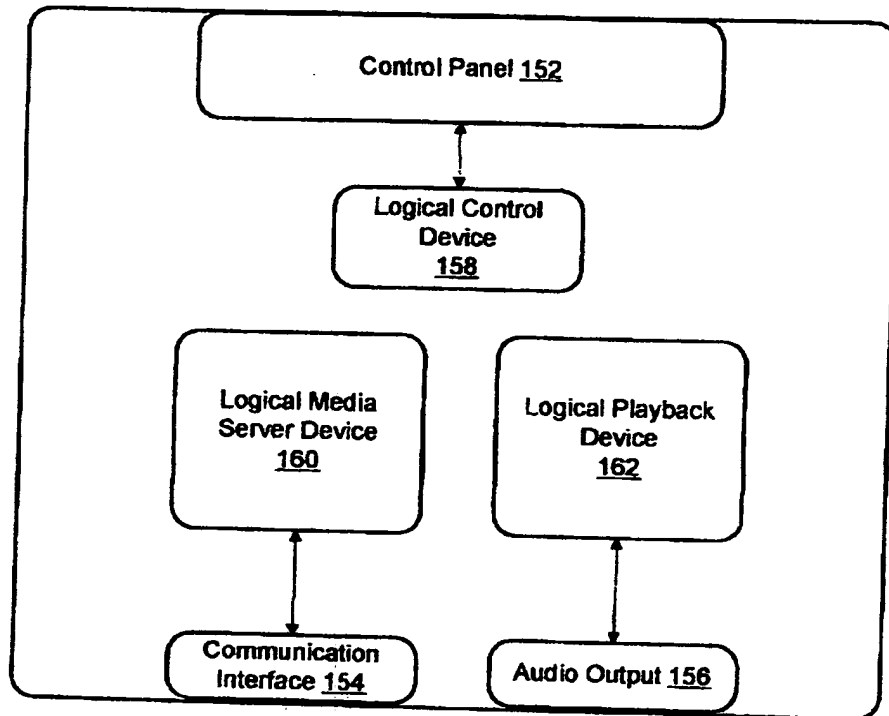 Control Panel 152
Logical Control
Device
158
Logical Media
Server Device
160
Logical Playback
Device
162
Communication
Interface 154
Audio Output 156